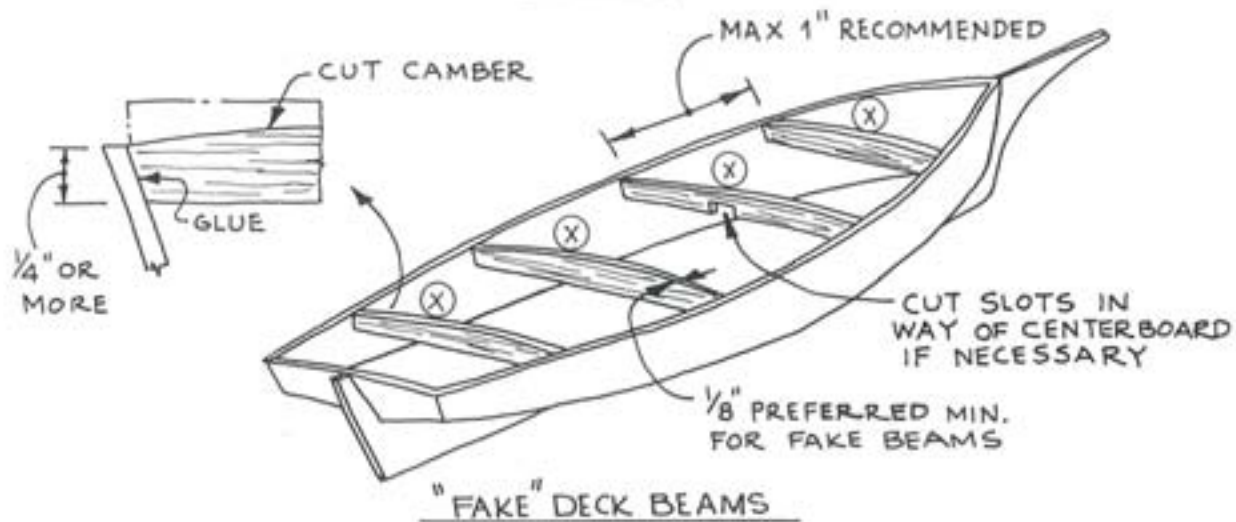 MAX 1" RECOMMENDED
CUT CAMBER
GLUE
1/4" OR
MORE
X
X
X
X
CUT SLOTS IN
WAY OF CENTERBOARD
IF NECESSARY
1/8" PREFERRED MIN.
FOR FAKE BEAMS
"FAKE" DECK BEAMS